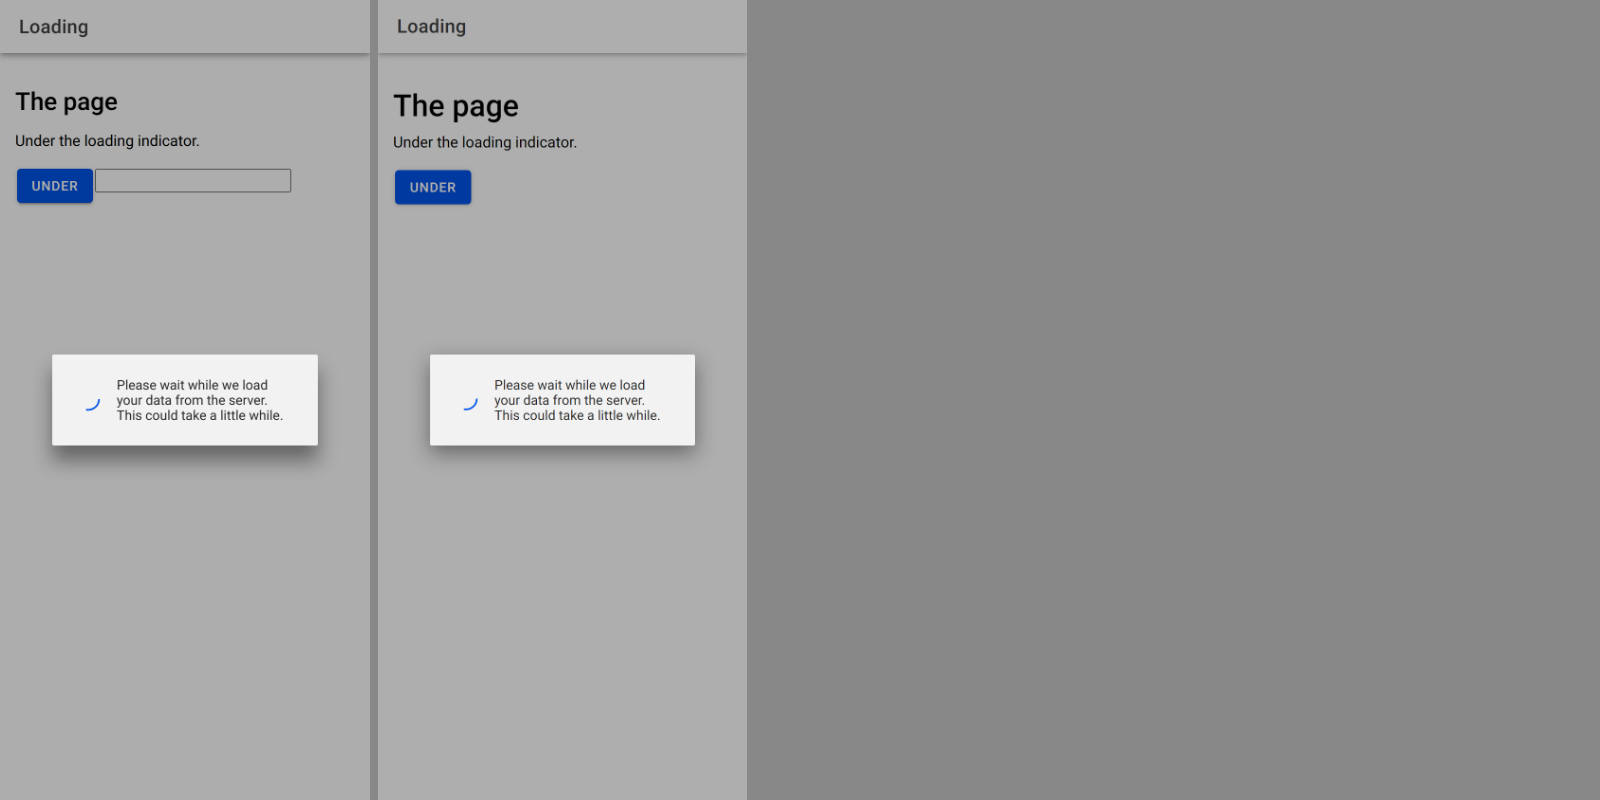 Loading
The page
Under the loading indicator.
UNDER
Please wait while we load
your data from the server.
This could take a little while.
Loading
The page
Under the loading indicator.
UNDER
Please wait while we load
your data from the server.
This could take a little while.